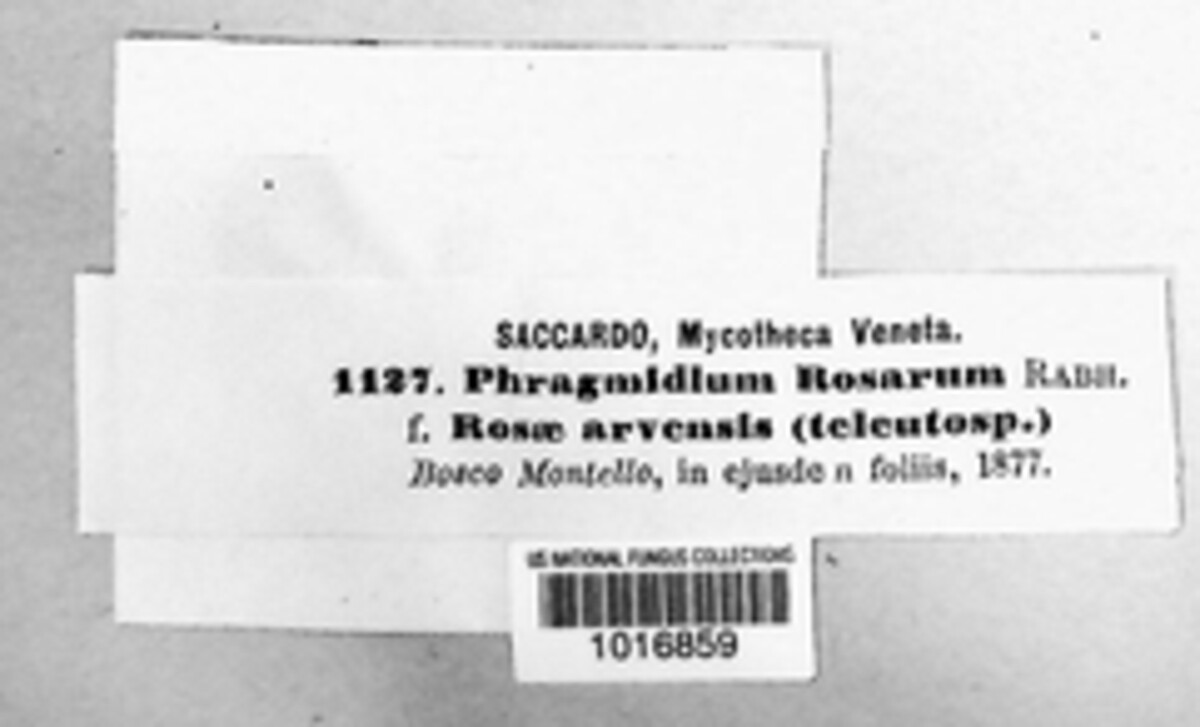 SACCARDO, Mycotheca Veneta.
1127. Phragmidium Rosarum RABH.
f. Rosæ arvensis (teleutosp.)
Bosco Montello, in ejusde n foliis, 1877.
US NATIONAL FUNGUS COLLECTIONS
1016859